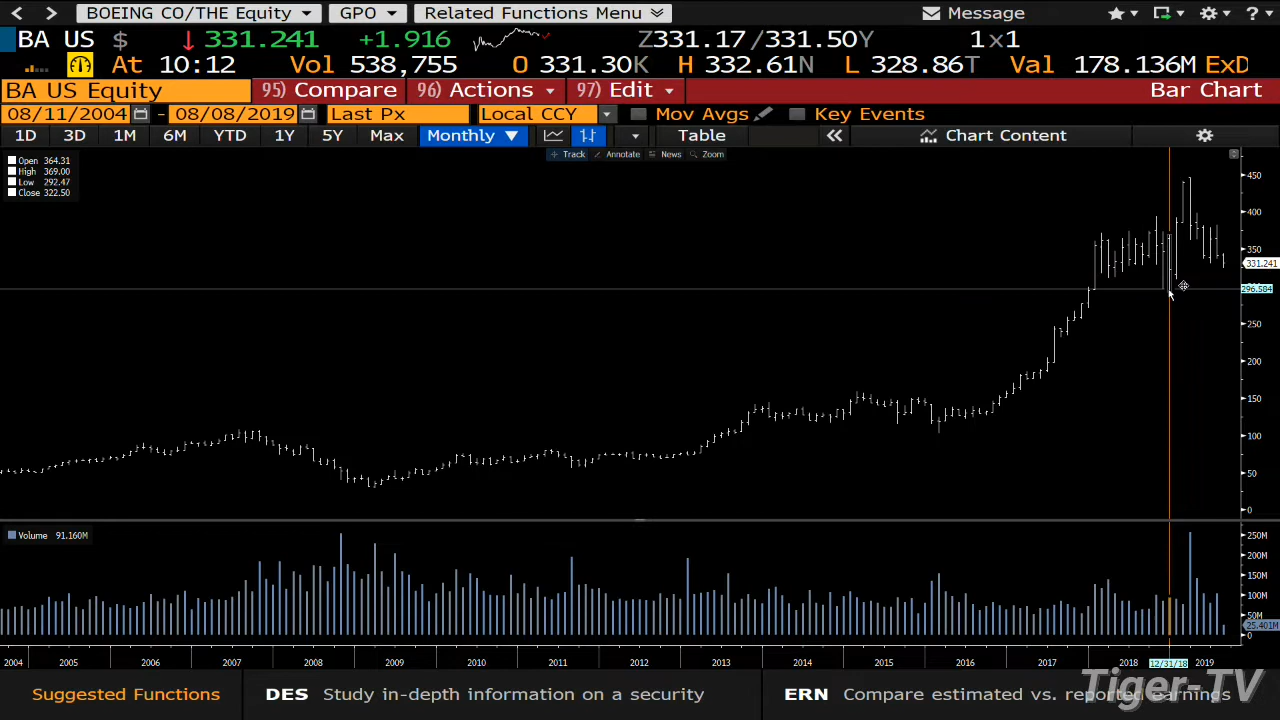 BOEING CO/THE Equity GPO Related Functions Menu Message
BA US $ ↓ 331.241 +1.916 Z331.17/331.50Y 1x1
At 10:12 Vol 538,755 O 331.30K H 332.61N L 328.86T Val 178.136M ExD
BA US Equity 95) Compare 96) Actions 97) Edit Bar Chart
08/11/2004 - 08/08/2019 Last Px Local CCY Mov Avgs Key Events
1D 3D 1M 6M YTD 1Y 5Y Max Monthly ▼ Table « Chart Content
Track Annotate News Zoom
Open 364.31
High 369.00
Low 292.47
Close 322.50
450
400
350
331.241
296.584
250
200
150
100
50
0
Volume 91.160M
250M
200M
150M
100M
50M
25.401M
0
2004 2005 2006 2007 2008 2009 2010 2011 2012 2013 2014 2015 2016 2017 2018 12/31/18 2019
Suggested Functions DES Study in-depth information on a security ERN Compare estimated vs. reported earnings
Tiger-TV